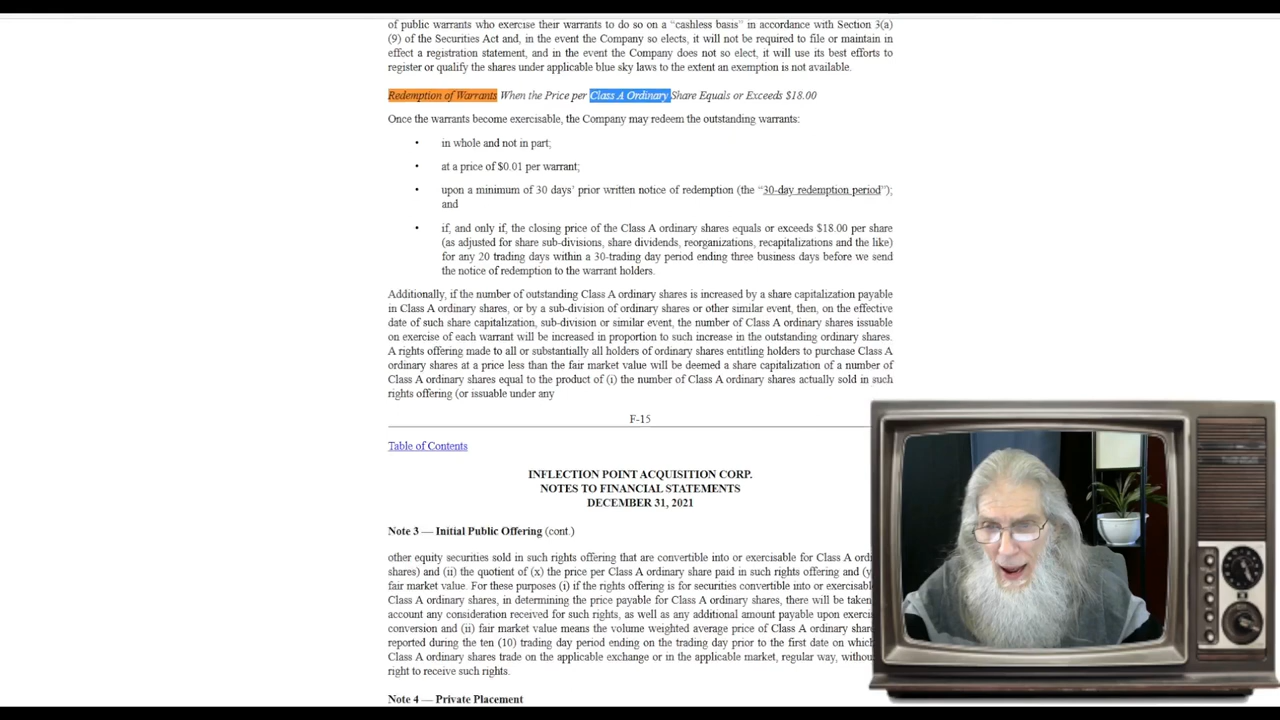 of public warrants who exercise their warrants to do so on a “cashless basis” in accordance with Section 3(a)
(9) of the Securities Act and, in the event the Company so elects, it will not be required to file or maintain in
effect a registration statement, and in the event the Company does not so elect, it will use its best efforts to
register or qualify the shares under applicable blue sky laws to the extent an exemption is not available.
Redemption of Warrants When the Price per Class A Ordinary Share Equals or Exceeds $18.00
Once the warrants become exercisable, the Company may redeem the outstanding warrants:
• in whole and not in part;
• at a price of $0.01 per warrant;
• upon a minimum of 30 days’ prior written notice of redemption (the “30-day redemption period”);
and
• if, and only if, the closing price of the Class A ordinary shares equals or exceeds $18.00 per share
(as adjusted for share sub-divisions, share dividends, reorganizations, recapitalizations and the like)
for any 20 trading days within a 30-trading day period ending three business days before we send
the notice of redemption to the warrant holders.
Additionally, if the number of outstanding Class A ordinary shares is increased by a share capitalization payable
in Class A ordinary shares, or by a sub-division of ordinary shares or other similar event, then, on the effective
date of such share capitalization, sub-division or similar event, the number of Class A ordinary shares issuable
on exercise of each warrant will be increased in proportion to such increase in the outstanding ordinary shares.
A rights offering made to all or substantially all holders of ordinary shares entitling holders to purchase Class A
ordinary shares at a price less than the fair market value will be deemed a share capitalization of a number of
Class A ordinary shares equal to the product of (i) the number of Class A ordinary shares actually sold in such
rights offering (or issuable under any
F-15
Table of Contents
INFLECTION POINT ACQUISITION CORP.
NOTES TO FINANCIAL STATEMENTS
DECEMBER 31, 2021
Note 3 — Initial Public Offering (cont.)
other equity securities sold in such rights offering that are convertible into or exercisable for Class A
shares) and (ii) the quotient of (x) the price per Class A ordinary share paid in such rights offering and
fair market value. For these purposes (i) if the rights offering is for securities convertible into or
Class A ordinary shares, in determining the price payable for Class A ordinary shares, there will be taken
account any consideration received for such rights, as well as any additional amount payable upon
conversion and (ii) fair market value means the volume weighted average price of Class A ordinary
reported during the ten (10) trading day period ending on the trading day prior to the first date on
Class A ordinary shares trade on the applicable exchange or in the applicable market, regular way,
right to receive such rights.
Note 4 — Private Placement